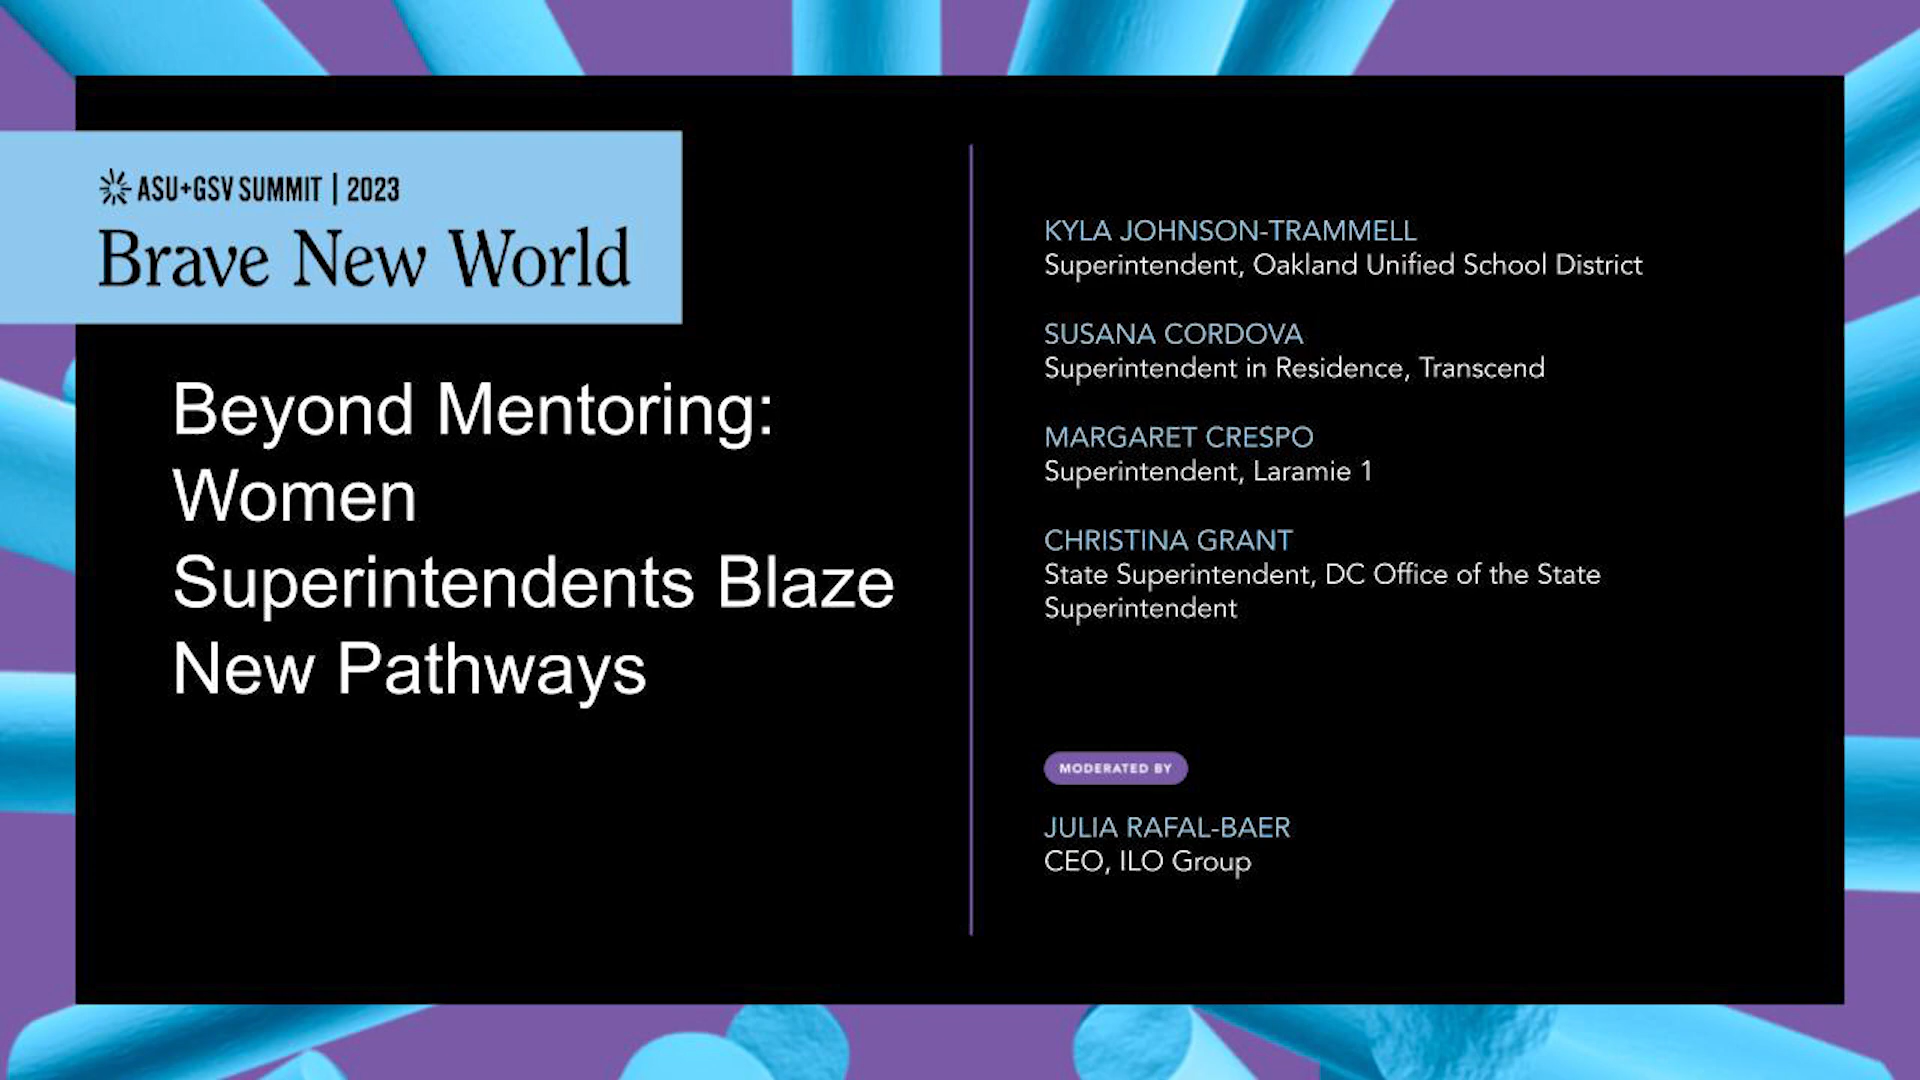 ASU+GSV SUMMIT | 2023
Brave New World
Beyond Mentoring:
Women
Superintendents Blaze
New Pathways
KYLA JOHNSON-TRAMMELL
Superintendent, Oakland Unified School District
SUSANA CORDOVA
Superintendent in Residence, Transcend
MARGARET CRESPO
Superintendent, Laramie 1
CHRISTINA GRANT
State Superintendent, DC Office of the State
Superintendent
MODERATED BY
JULIA RAFAL-BAER
CEO, ILO Group